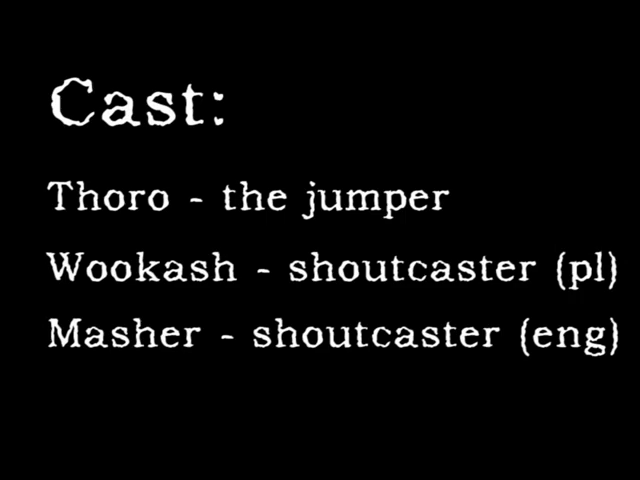 Cast:
Thoro - the jumper
Wookash - shoutcaster (pl)
Masher - shoutcaster (eng)